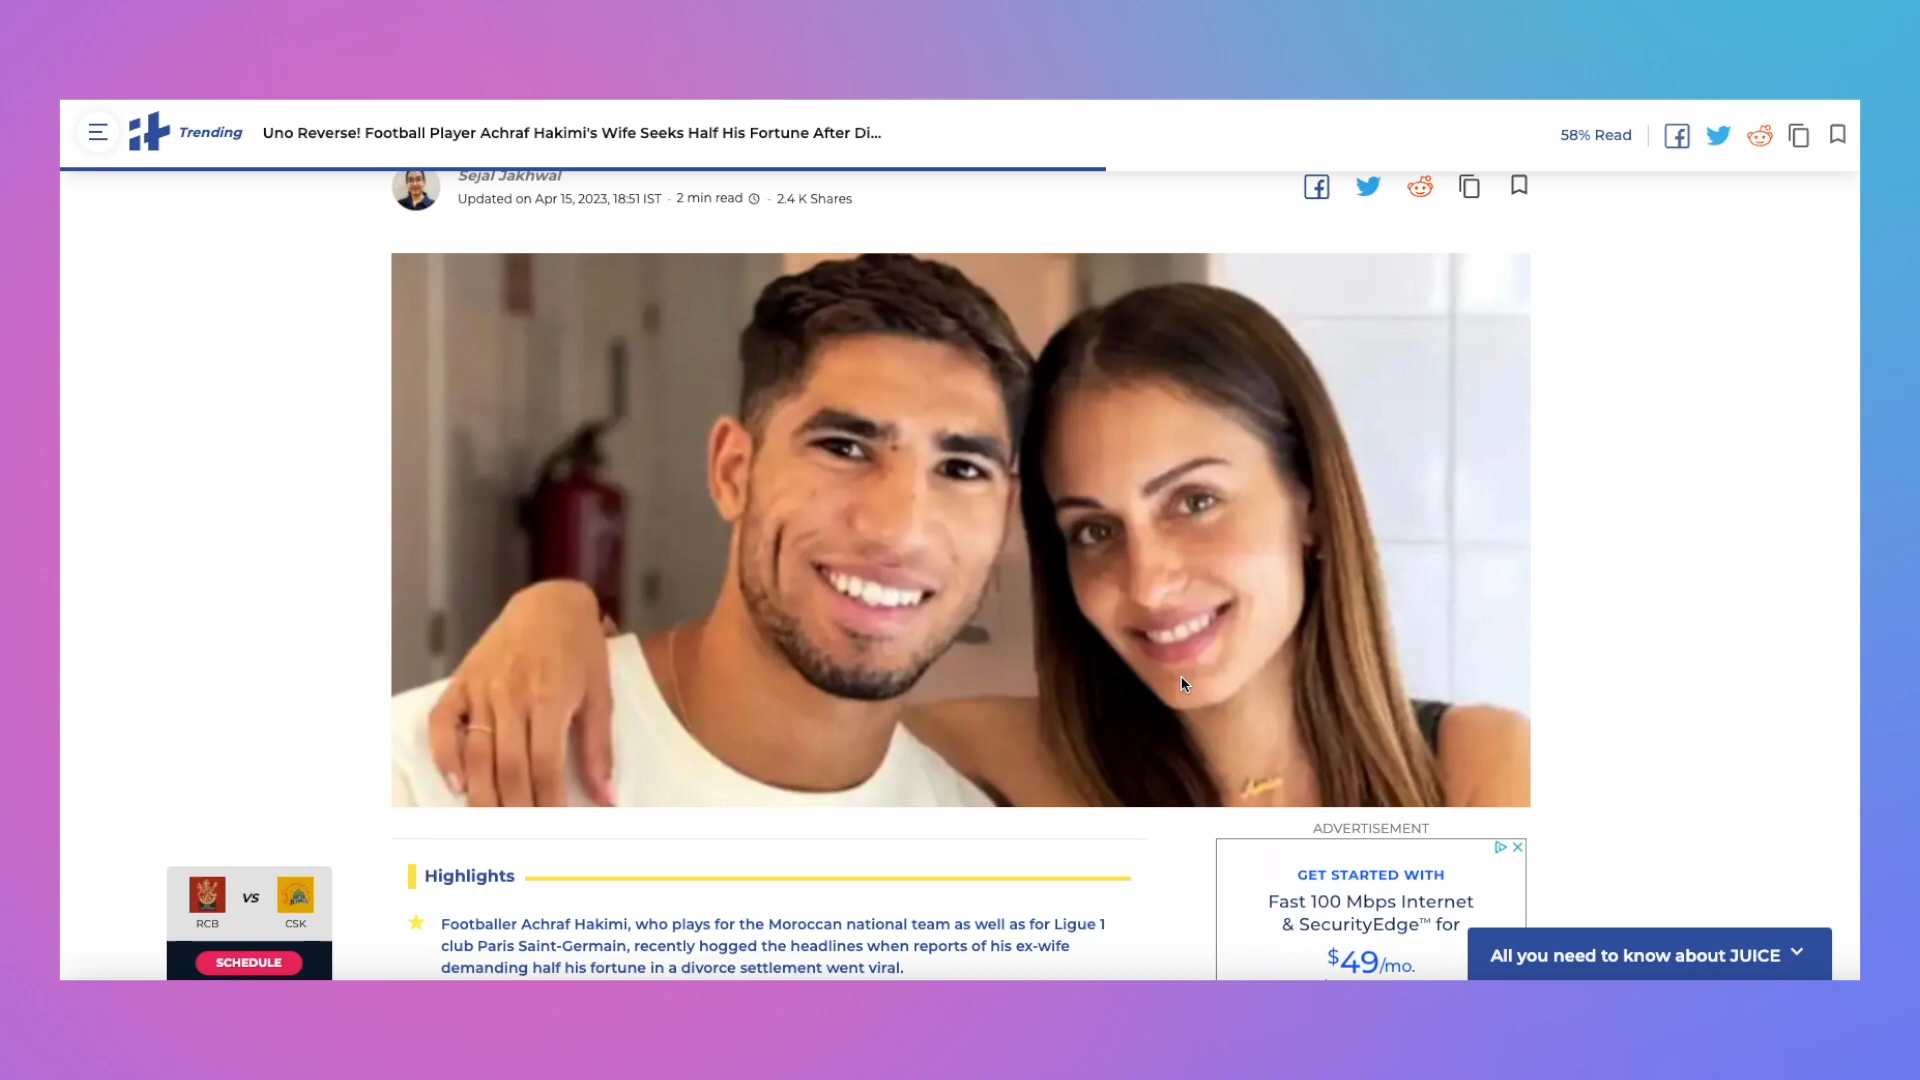 Trending
Uno Reverse! Football Player Achraf Hakimi's Wife Seeks Half His Fortune After Di...
58% Read
Sejal Jakhwal
Updated on Apr 15, 2023, 18:51 IST - 2 min read - 2.4 K Shares
ADVERTISEMENT
GET STARTED WITH
Fast 100 Mbps Internet
& SecurityEdge™ for
$49/mo.
Highlights
Footballer Achraf Hakimi, who plays for the Moroccan national team as well as for Ligue 1
club Paris Saint-Germain, recently hogged the headlines when reports of his ex-wife
demanding half his fortune in a divorce settlement went viral.
VS
RCB
CSK
SCHEDULE
All you need to know about JUICE